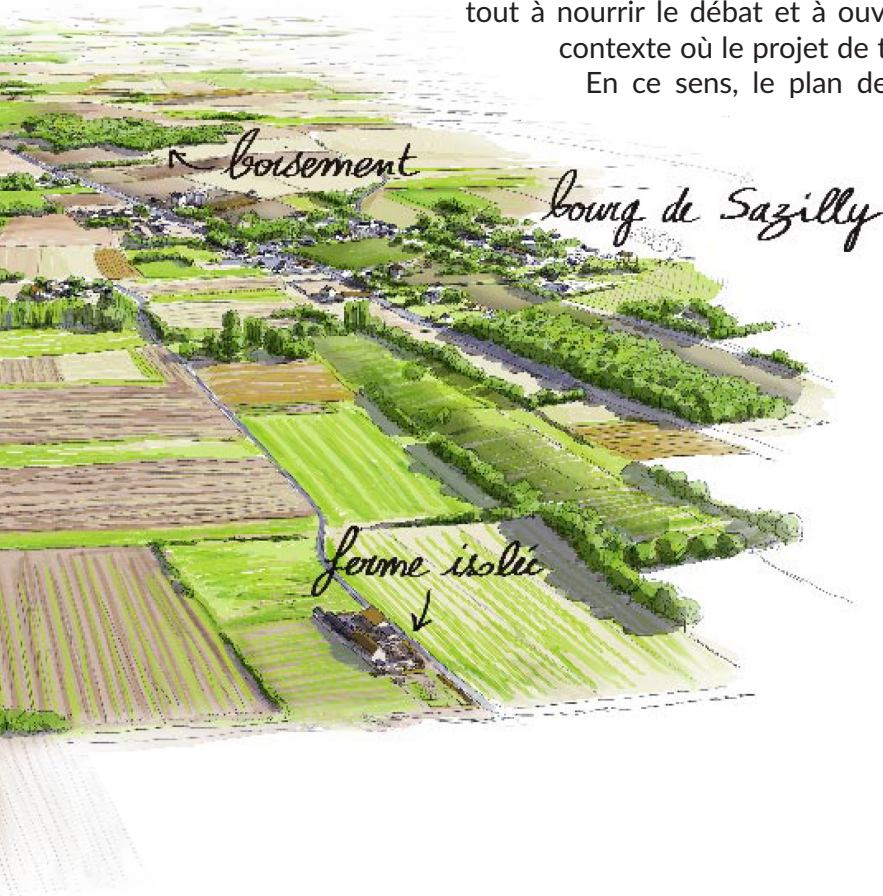 tout à nourrir le débat et à ouv
contexte où le projet de t
En ce sens, le plan de
boisement
bourg de Sazilly
ferme isolée